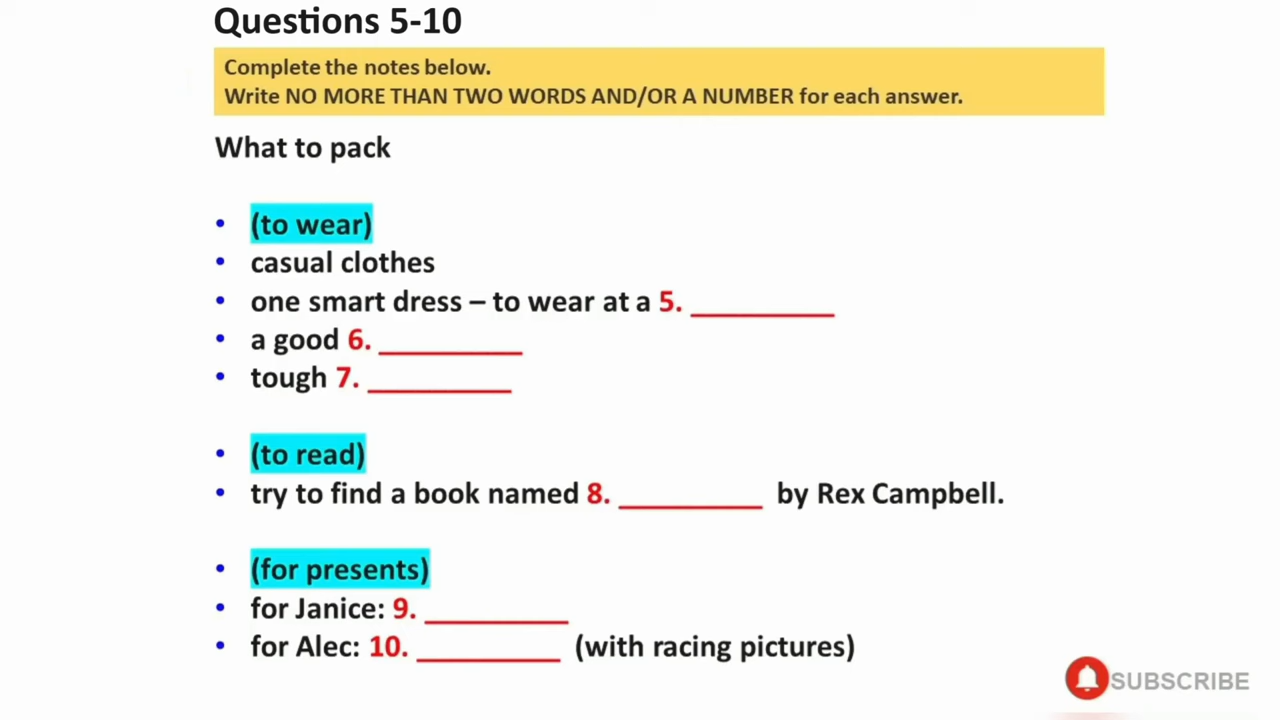 Questions 5-10
Complete the notes below.
Write NO MORE THAN TWO WORDS AND/OR A NUMBER for each answer.
What to pack
• (to wear)
• casual clothes
• one smart dress – to wear at a 5. __________
• a good 6. __________
• tough 7. __________
• (to read)
• try to find a book named 8. __________ by Rex Campbell.
• (for presents)
• for Janice: 9. __________
• for Alec: 10. __________ (with racing pictures)
SUBSCRIBE